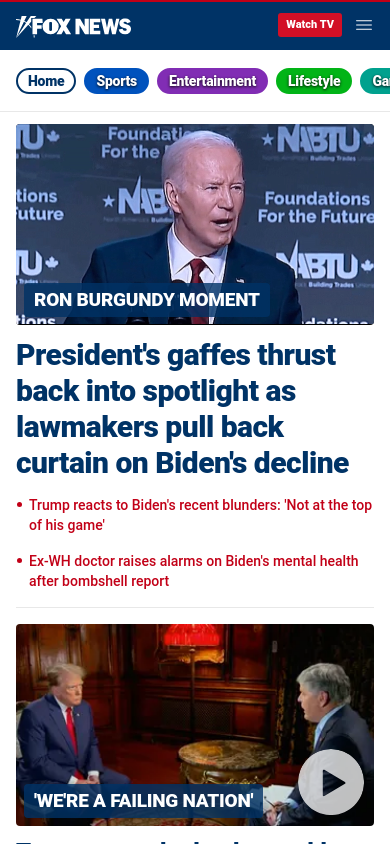 FOX NEWS
Watch TV
Home
Sports
Entertainment
Lifestyle
NABTU
Foundations
For the Future
NABTU
North America's Building Trades Unions
Foundations
For the Future
RON BURGUNDY MOMENT
President's gaffes thrust
back into spotlight as
lawmakers pull back
curtain on Biden's decline
• Trump reacts to Biden's recent blunders: 'Not at the top
of his game'
• Ex-WH doctor raises alarms on Biden's mental health
after bombshell report
'WE'RE A FAILING NATION'